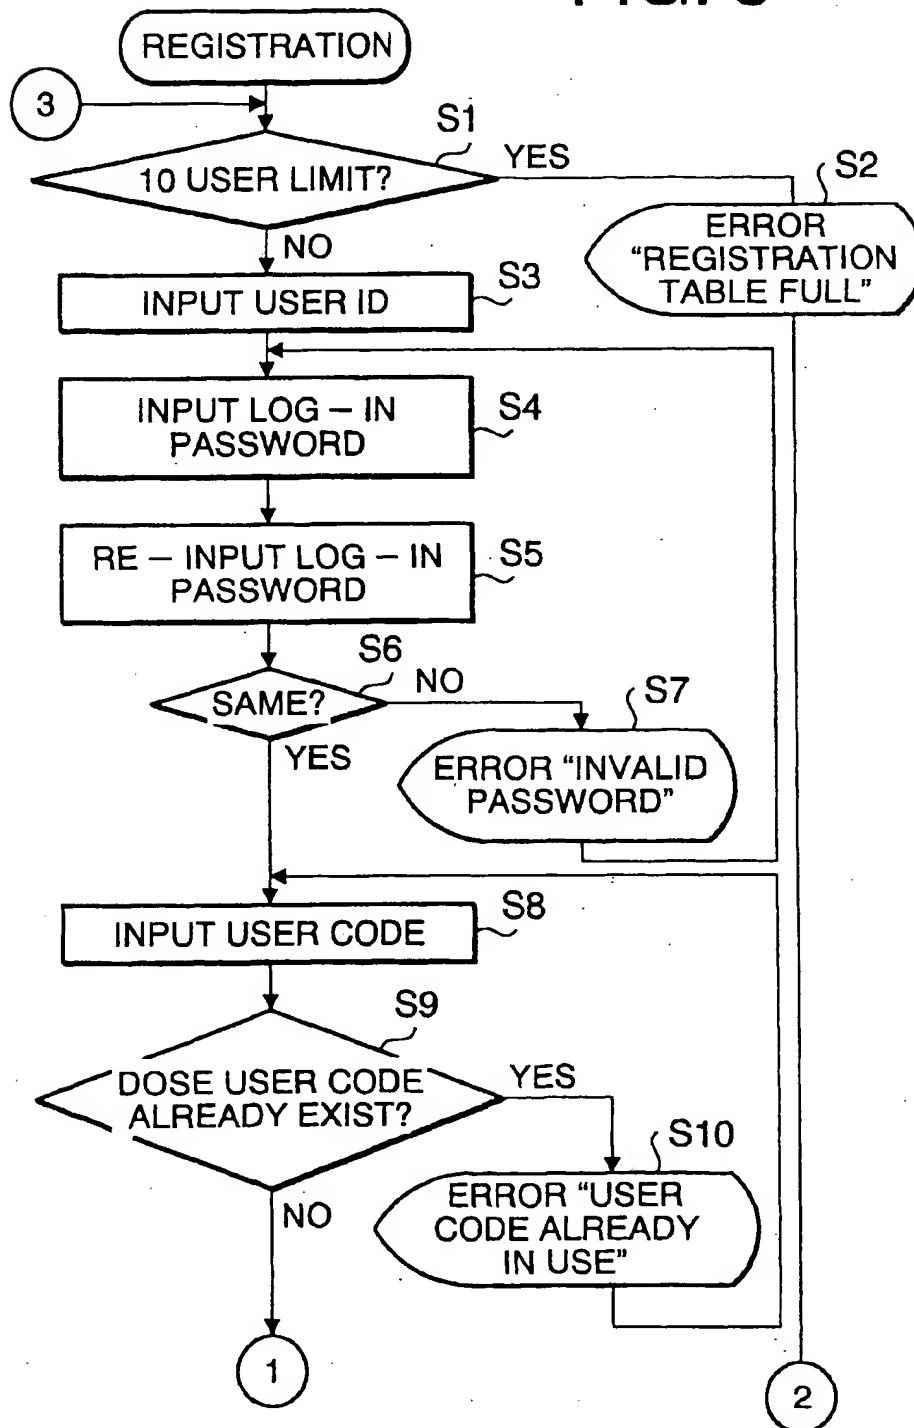 REGISTRATION
3
S1
10 USER LIMIT?
YES
S2
ERROR
“REGISTRATION
TABLE FULL”
NO
S3
INPUT USER ID
INPUT LOG – IN
PASSWORD
S4
RE – INPUT LOG – IN
PASSWORD
S5
S6
SAME?
NO
S7
YES
ERROR “INVALID
PASSWORD”
S8
INPUT USER CODE
S9
DOSE USER CODE
ALREADY EXIST?
YES
S10
ERROR “USER
CODE ALREADY
IN USE”
NO
1
2